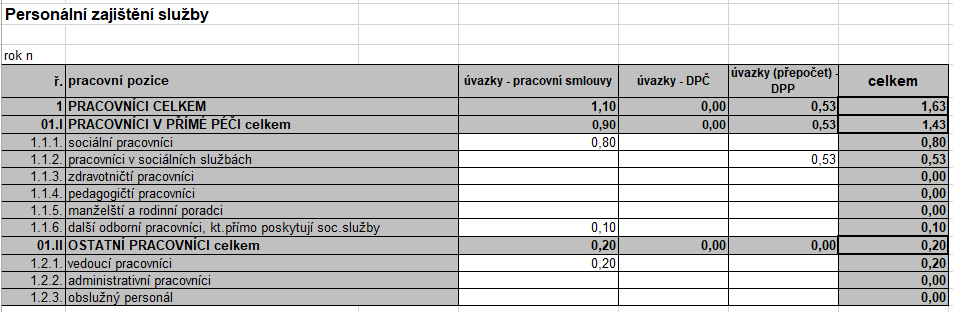 Personální zajištění služby
rok n
ř. pracovní pozice úvazky - pracovní smlouvy úvazky - DPČ úvazky (přepočet) - DPP celkem
1 PRACOVNÍCI CELKEM 1,10 0,00 0,53 1,63
01.I PRACOVNÍCI V PŘÍMÉ PÉČI celkem 0,90 0,00 0,53 1,43
1.1.1. sociální pracovníci 0,80 0,80
1.1.2. pracovníci v sociálních službách 0,53 0,53
1.1.3. zdravotničtí pracovníci 0,00
1.1.4. pedagogičtí pracovníci 0,00
1.1.5. manželští a rodinní poradci 0,00
1.1.6. další odborní pracovníci, kt.přímo poskytují soc.služby 0,10 0,10
01.II OSTATNÍ PRACOVNÍCI celkem 0,20 0,00 0,00 0,20
1.2.1. vedoucí pracovníci 0,20 0,20
1.2.2. administrativní pracovníci 0,00
1.2.3. obslužný personál 0,00